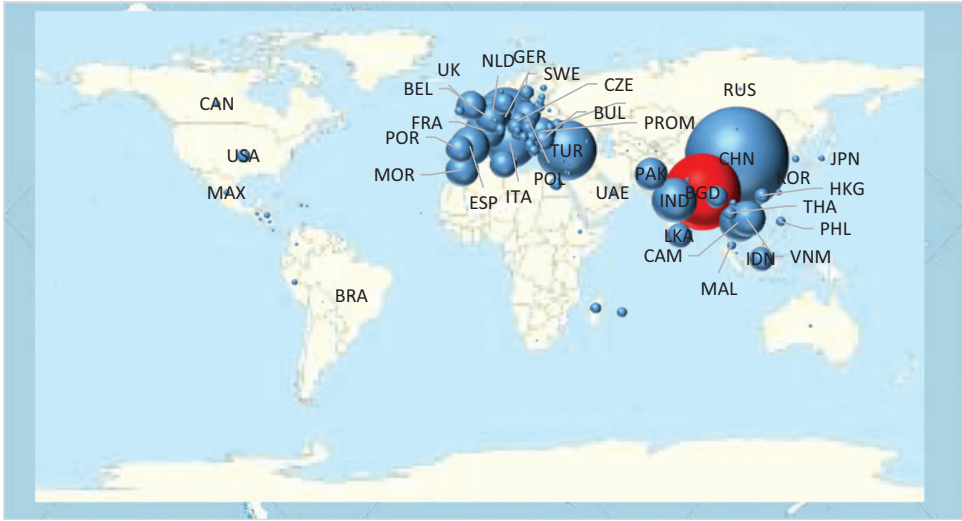 GER
NLD
UK
SWE
CZE
BEL
RUS
CAN
BUL
FRA
PROM
POR
TUR
USA
CHN
JPN
MOR
POL
PAK
KOR
MAX
ESP
ITA
UAE
BGD
HKG
IND
THA
PHL
LKA
CAM
IDN
VNM
MAL
BRA